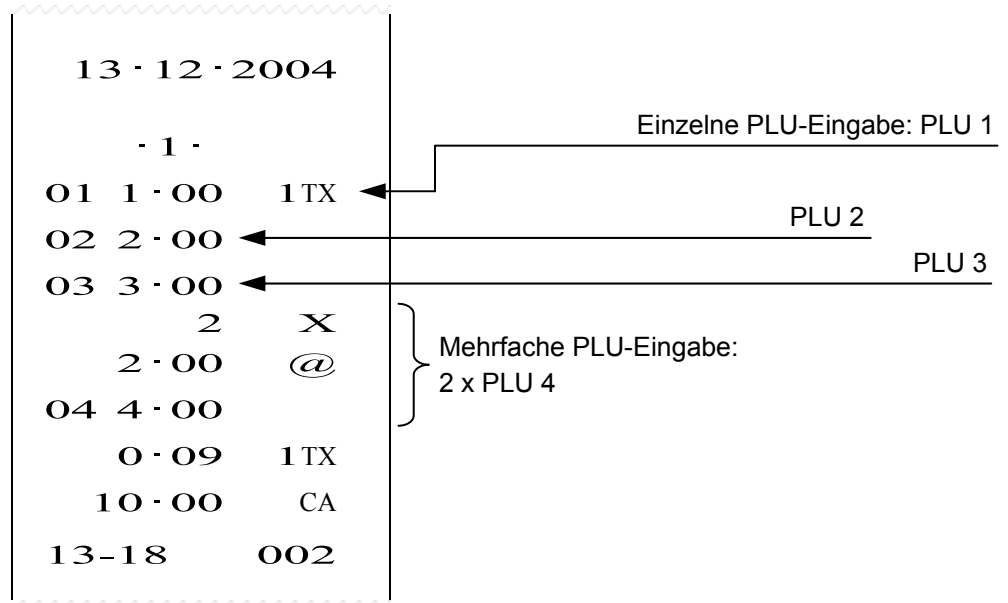 13·12·2004
Einzelne PLU-Eingabe: PLU 1
- 1 -
01 1·00 1TX
PLU 2
02 2·00
PLU 3
03 3·00
2 X
Mehrfache PLU-Eingabe:
2·00 @
2 x PLU 4
04 4·00
0·09 1TX
10·00 CA
13-18 002